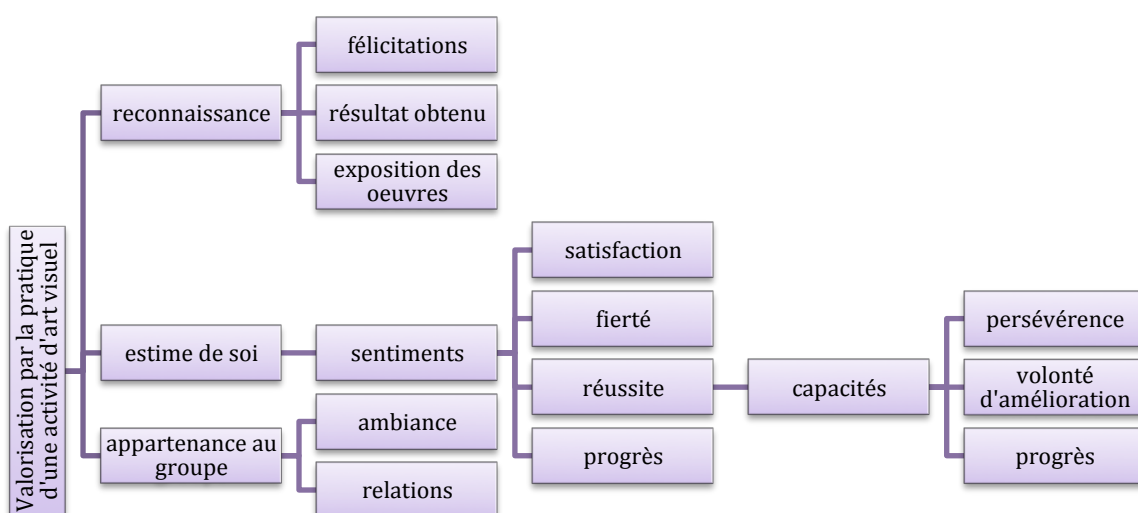 Valorisation par la pratique
d'une activité d'art visuel
reconnaissance
félicitations
résultat obtenu
exposition des
oeuvres
estime de soi
sentiments
satisfaction
fierté
réussite
progrès
capacités
persévérence
volonté
d'amélioration
progrès
appartenance au
groupe
ambiance
relations